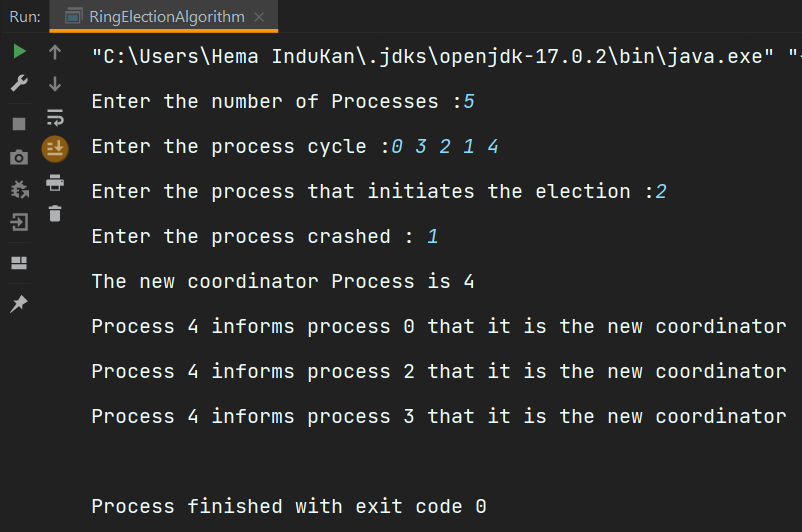 Run: RingElectionAlgorithm
"C:\Users\Hema InduKan\.jdks\openjdk-17.0.2\bin\java.exe" "-
Enter the number of Processes :5
Enter the process cycle :0 3 2 1 4
Enter the process that initiates the election :2
Enter the process crashed : 1
The new coordinator Process is 4
Process 4 informs process 0 that it is the new coordinator
Process 4 informs process 2 that it is the new coordinator
Process 4 informs process 3 that it is the new coordinator
Process finished with exit code 0